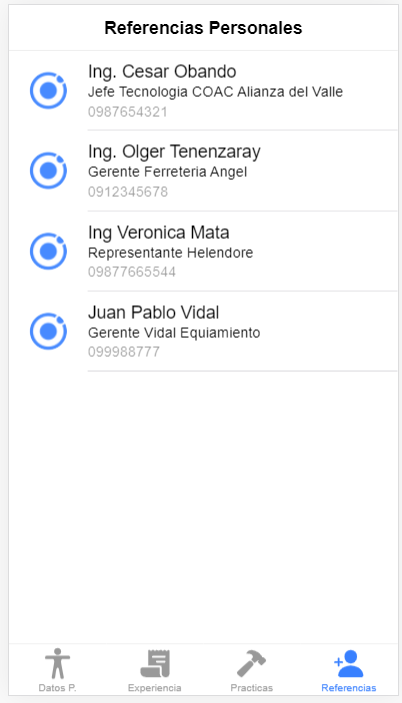 Referencias Personales
Ing. Cesar Obando
Jefe Tecnologia COAC Alianza del Valle
0987654321
Ing. Olger Tenenzaray
Gerente Ferreteria Angel
0912345678
Ing Veronica Mata
Representante Helendore
09877665544
Juan Pablo Vidal
Gerente Vidal Equiamiento
099988777
Datos P.
Experiencia
Practicas
Referencias